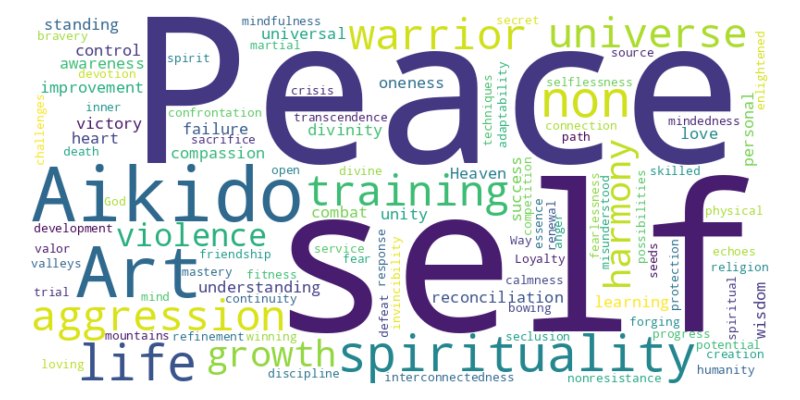 standing
bravery
control
awareness
devotion
improvement
inner
victory
heart
death
challenges
mindfulness
universal
martial
spirit
Peace
crisis
confrontation
transcendence
failure
sacrifice
divinity
compassion
oneness
warrior
secret
universe
source
selflessness
non
connection
path
mindedness
love
techniques
adaptability
personal
enlightened
Aikido
God
open
training
Heaven
combat
unity
success
competition
harmony
skilled
fearlessness
misunderstood
possibilities
physical
development
valor
valleys
violence
friendship
Art
mastery
trial
mind
fitness
understanding
continuity
service
fear
self
response
defeat
invincibility
Way
Loyalty
essence
renewal
anger
calmness
reconciliation
bowing
seeds
protection
echoes
religion
learning
spiritual
wisdom
aggression
mountains
refinement
winning
loving
life
growth
discipline
spirituality
interconnectedness
seclusion
forging
progress
potential
creation
nonresistance
humanity